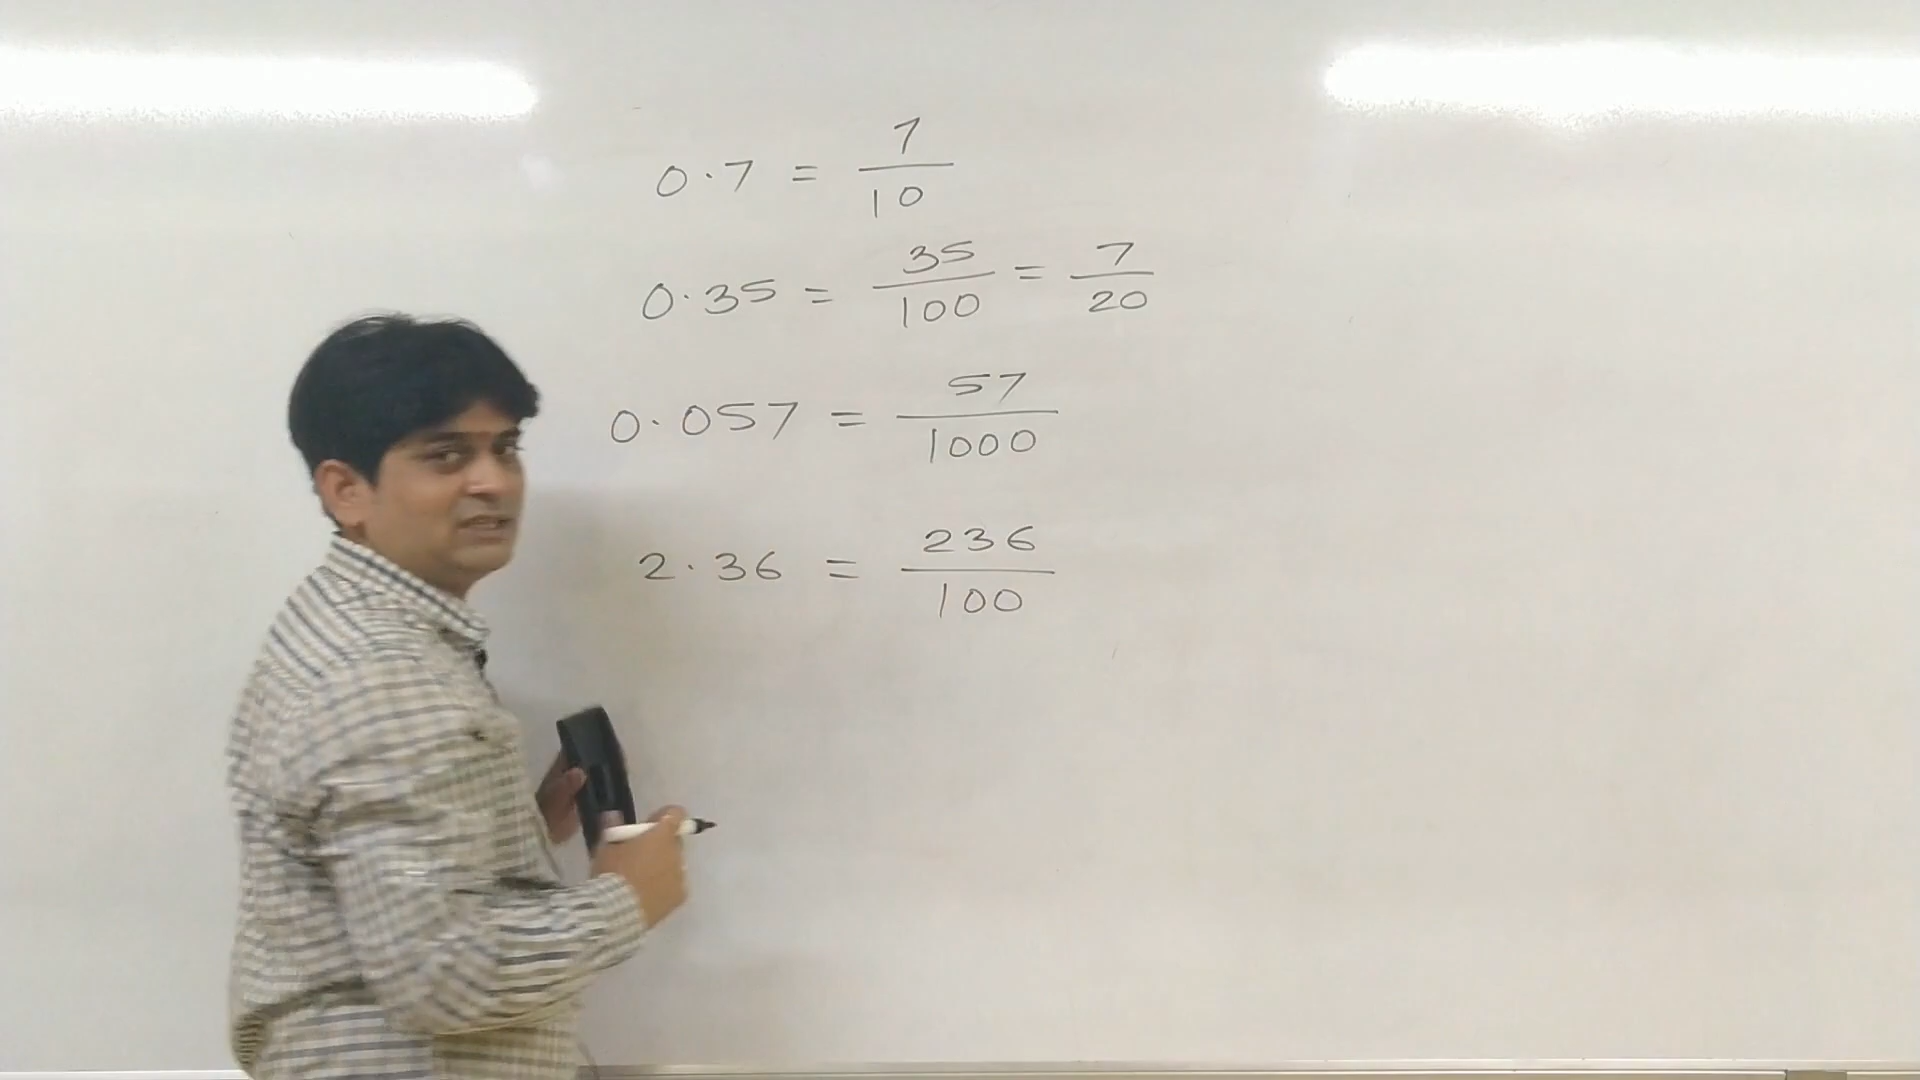 0.7 = 7/10
0.35 = 35/100 = 7/20
0.057 = 57/1000
2.36 = 236/100